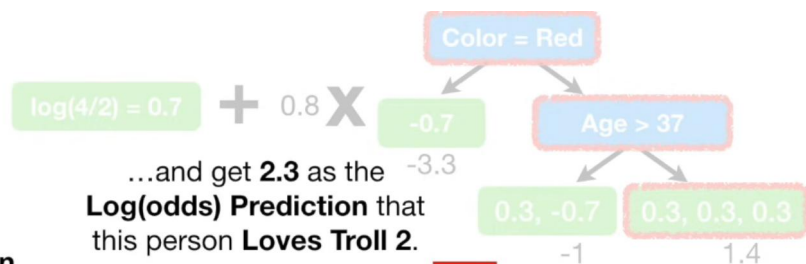 Color = Red
log(4/2) = 0.7 + 0.8 X
-0.7
Age > 37
-3.3
...and get 2.3 as the
Log(odds) Prediction that
this person Loves Troll 2.
0.3, -0.7
0.3, 0.3, 0.3
-1
1.4